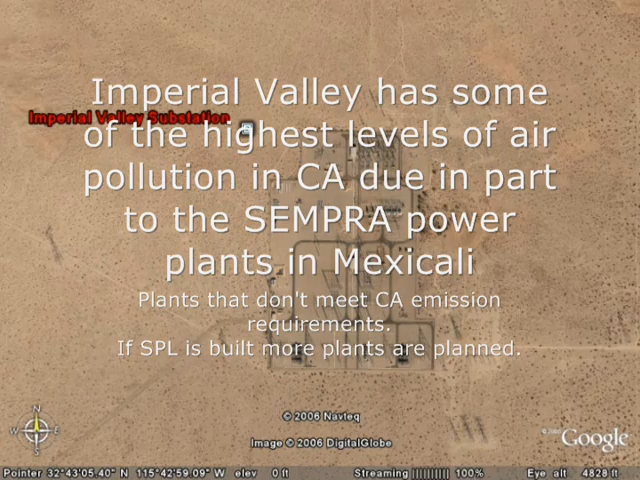 Imperial Valley has some
Imperial Valley Substation
of the highest levels of air
pollution in CA due in part
to the SEMPRA power
plants in Mexicali
Plants that don't meet CA emission
requirements.
If SPL is built more plants are planned.
N
W E
S
© 2006 Navteq
Image © 2006 DigitalGlobe
Google
Pointer 32°43'05.40" N 115°42'59.09" W elev 0 ft Streaming |||||||||| 100% Eye alt 4828 ft